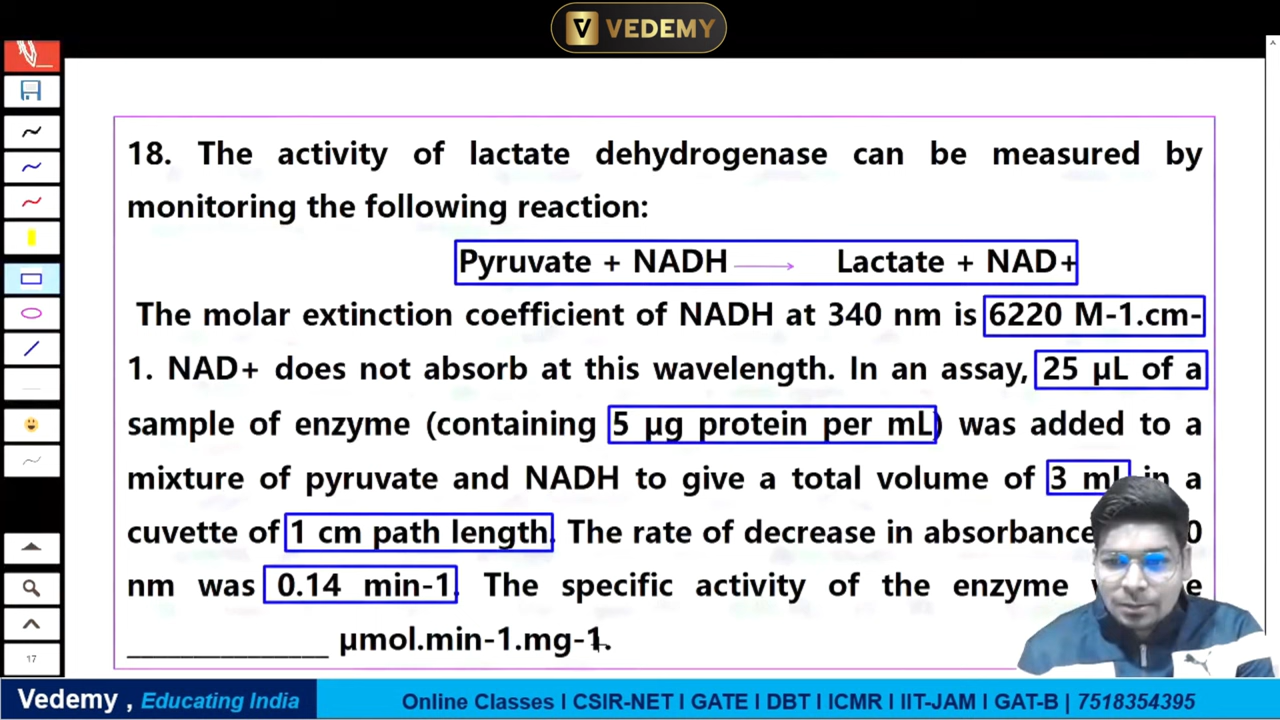 VEDEMY
18. The activity of lactate dehydrogenase can be measured by
monitoring the following reaction:
Pyruvate + NADH → Lactate + NAD+
The molar extinction coefficient of NADH at 340 nm is 6220 M-1.cm-
1. NAD+ does not absorb at this wavelength. In an assay, 25 µL of a
sample of enzyme (containing 5 µg protein per mL) was added to a
mixture of pyruvate and NADH to give a total volume of 3 mL in a
cuvette of 1 cm path length. The rate of decrease in absorbance 0
nm was 0.14 min-1. The specific activity of the enzyme
_______________ µmol.min-1.mg-1.
17
Vedemy , Educating India
Online Classes I CSIR-NET I GATE I DBT I ICMR I IIT-JAM I GAT-B | 7518354395